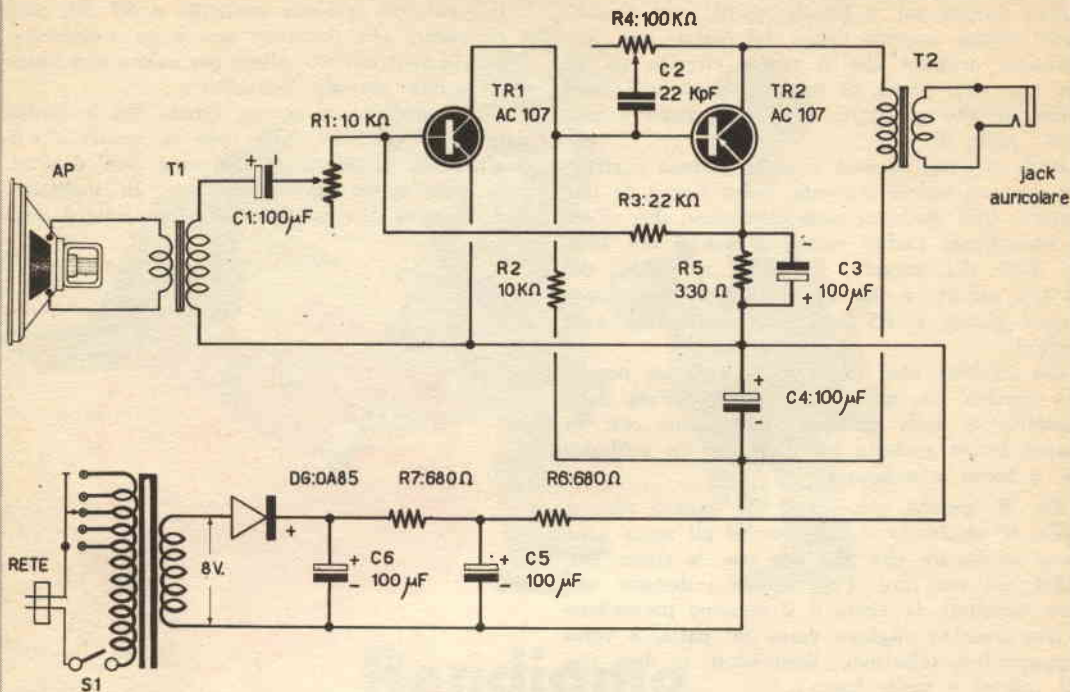 R4: 100KΩ
C2
22 KpF
TR1
AC 107
TR2
AC 107
T2
R1: 10 KΩ
AP
T1
+
-
C1: 100µF
jack
auricolare
R3: 22KΩ
R2
10KΩ
R5
330 Ω
-
+
C3
100µF
+
-
C4: 100µF
DG: OA85
R7: 680Ω
R6: 680Ω
+
RETE
8V.
+
-
C6
100 µF
+
-
C5
100 µF
S1